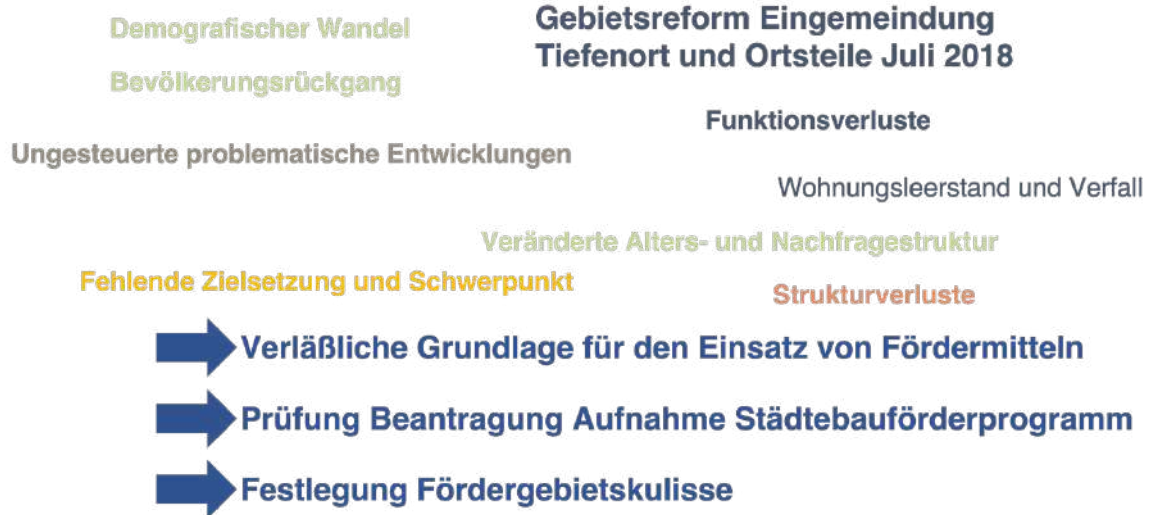 Demografischer Wandel
Gebietsreform Eingemeindung
Tiefenort und Ortsteile Juli 2018
Bevölkerungsrückgang
Funktionsverluste
Ungesteuerte problematische Entwicklungen
Wohnungsleerstand und Verfall
Veränderte Alters- und Nachfragestruktur
Fehlende Zielsetzung und Schwerpunkt
Strukturverluste
Verläßliche Grundlage für den Einsatz von Fördermitteln
Prüfung Beantragung Aufnahme Städtebauförderprogramm
Festlegung Fördergebietskulisse